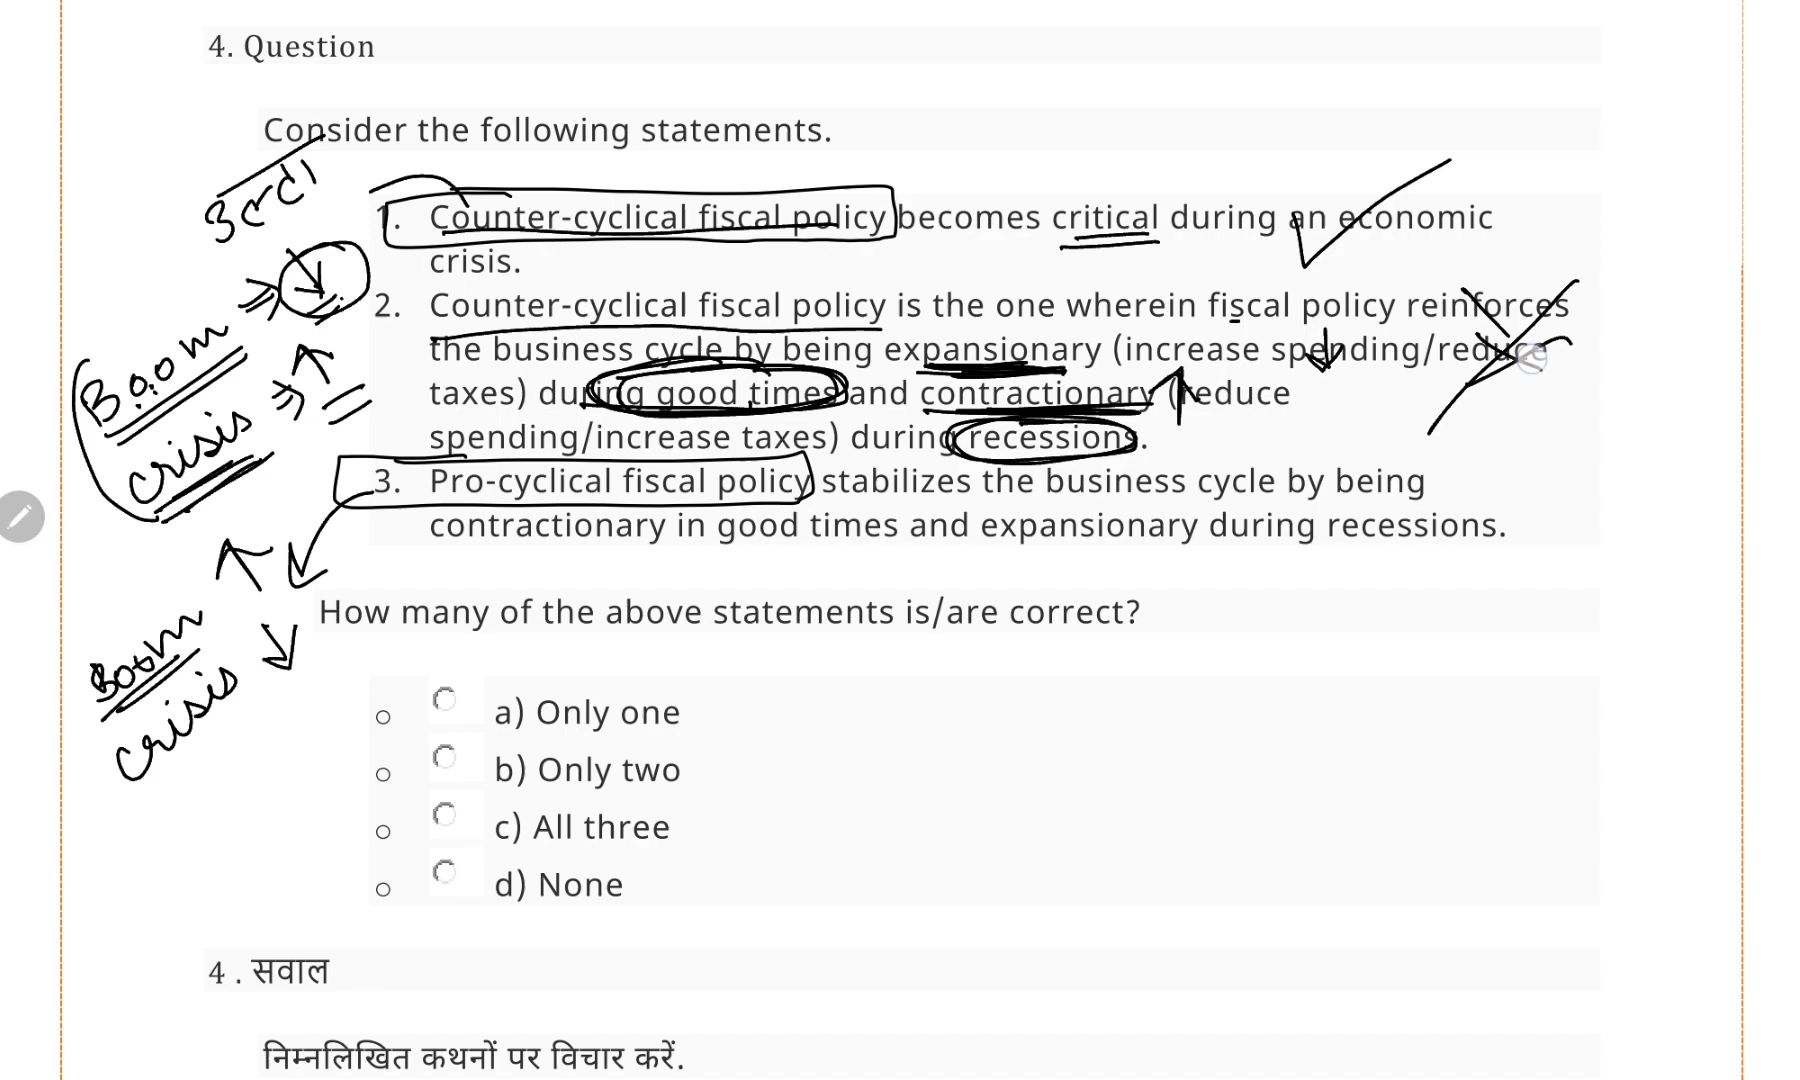 4. Question
Consider the following statements.
1. Counter-cyclical fiscal policy becomes critical during an economic
crisis.
2. Counter-cyclical fiscal policy is the one wherein fiscal policy reinforces
the business cycle by being expansionary (increase spending/reduce
taxes) during good times and contractionary (reduce
spending/increase taxes) during recessions.
3. Pro-cyclical fiscal policy stabilizes the business cycle by being
contractionary in good times and expansionary during recessions.
Boom
crisis
Boom
crisis
How many of the above statements is/are correct?
a) Only one
b) Only two
c) All three
d) None
4 . सवाल
निम्नलिखित कथनों पर विचार करें.